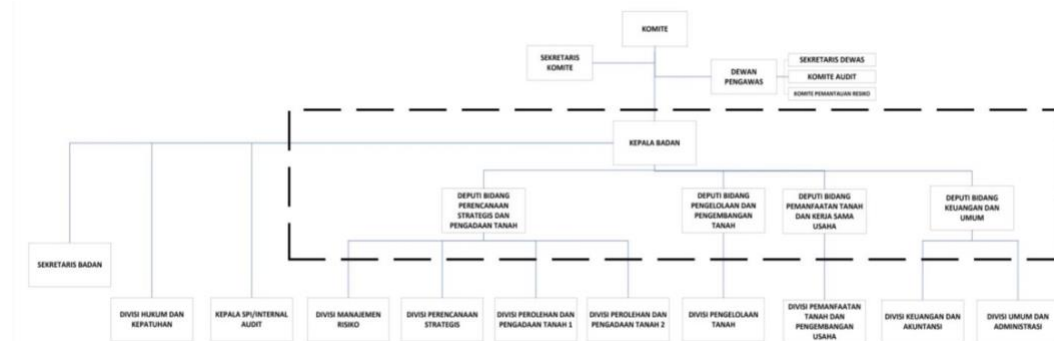 KOMITE
SEKRETARIS
KOMITE
DEWAN
PENGAWAS
SEKRETARIS DEWAS
KOMITE AUDIT
KOMITE PEMANTAUAN RESIKO
KEPALA BADAN
DEPUTI BIDANG
PERENCANAAN
STRATEGIS DAN
PENGADAAN TANAH
DEPUTI BIDANG
PENGELOLAAN DAN
PENGEMBANGAN
TANAH
DEPUTI BIDANG
PEMANFAATAN TANAH
DAN KERJA SAMA
USAHA
DEPUTI BIDANG
KEUANGAN DAN
UMUM
SEKRETARIS BADAN
DIVISI HUKUM DAN
KEPATUHAN
KEPALA SPI/INTERNAL
AUDIT
DIVISI MANAJEMEN
RISIKO
DIVISI PERENCANAAN
STRATEGIS
DIVISI PEROLEHAN DAN
PENGADAAN TANAH 1
DIVISI PEROLEHAN DAN
PENGADAAN TANAH 2
DIVISI PENGELOLAAN
TANAH
DIVISI PEMANFAATAN
TANAH DAN
PENGEMBANGAN
USAHA
DIVISI KEUANGAN DAN
AKUNTANSI
DIVISI UMUM DAN
ADMINISTRASI